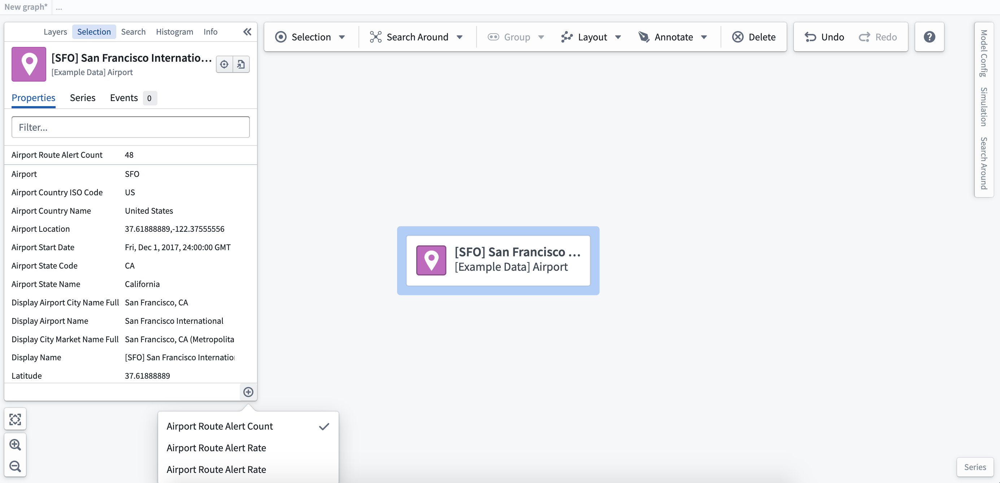 New graph* ...
Layers Selection Search Histogram Info
[SFO] San Francisco Internatio...
[Example Data] Airport
Properties Series Events 0
Filter...
Airport Route Alert Count 48
Airport SFO
Airport Country ISO Code US
Airport Country Name United States
Airport Location 37.61888889,-122.37555556
Airport Start Date Fri, Dec 1, 2017, 24:00:00 GMT
Airport State Code CA
Airport State Name California
Display Airport City Name Full San Francisco, CA
Display Airport Name San Francisco International
Display City Market Name Full San Francisco, CA (Metropolita
Display Name [SFO] San Francisco Internatio
Latitude 37.61888889
Airport Route Alert Count
Airport Route Alert Rate
Airport Route Alert Rate
Selection Search Around Group Layout Annotate Delete Undo Redo
[SFO] San Francisco ...
[Example Data] Airport
Model Config
Simulation
Search Around
Series